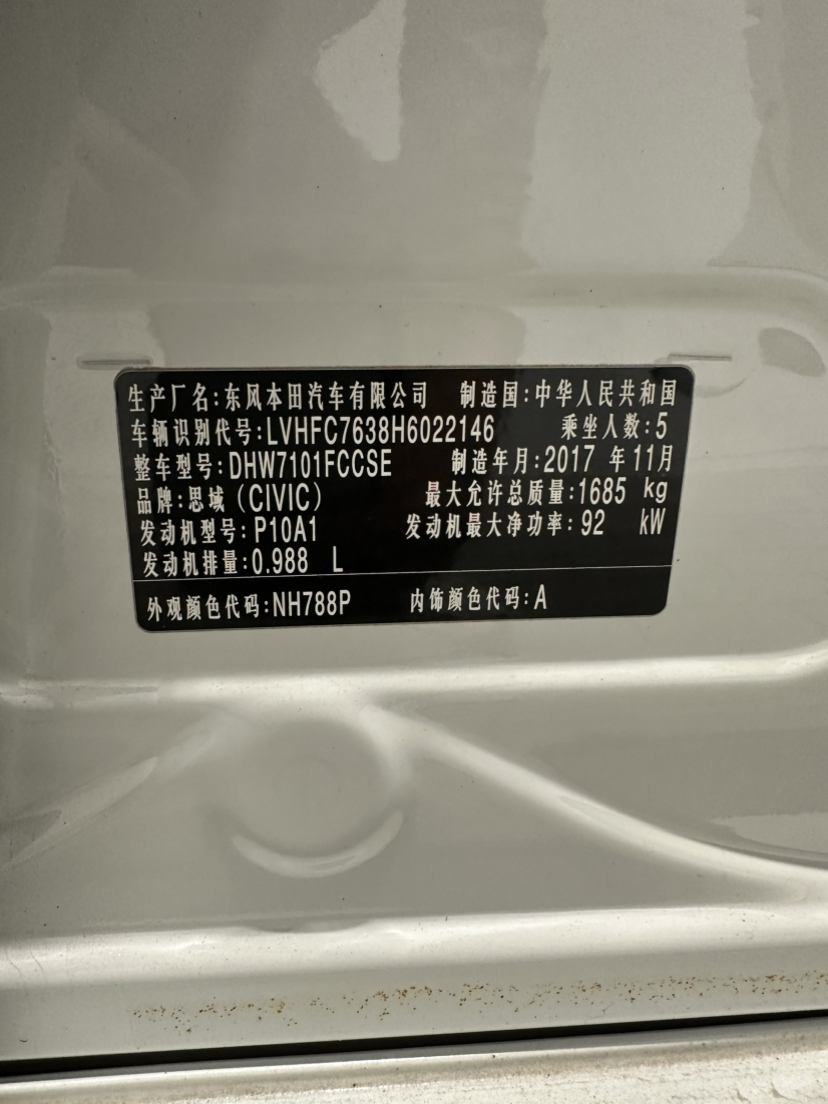 生产厂名:东风本田汽车有限公司 制造国:中华人民共和国
车辆识别代号:LVHFC7638H6022146 乘坐人数:5
整车型号:DHW7101FCCSE 制造年月:2017 年11月
品牌:思域(CIVIC) 最大允许总质量:1685 kg
发动机型号:P10A1 发动机最大净功率:92 kW
发动机排量:0.988 L
外观颜色代码:NH788P 内饰颜色代码:A